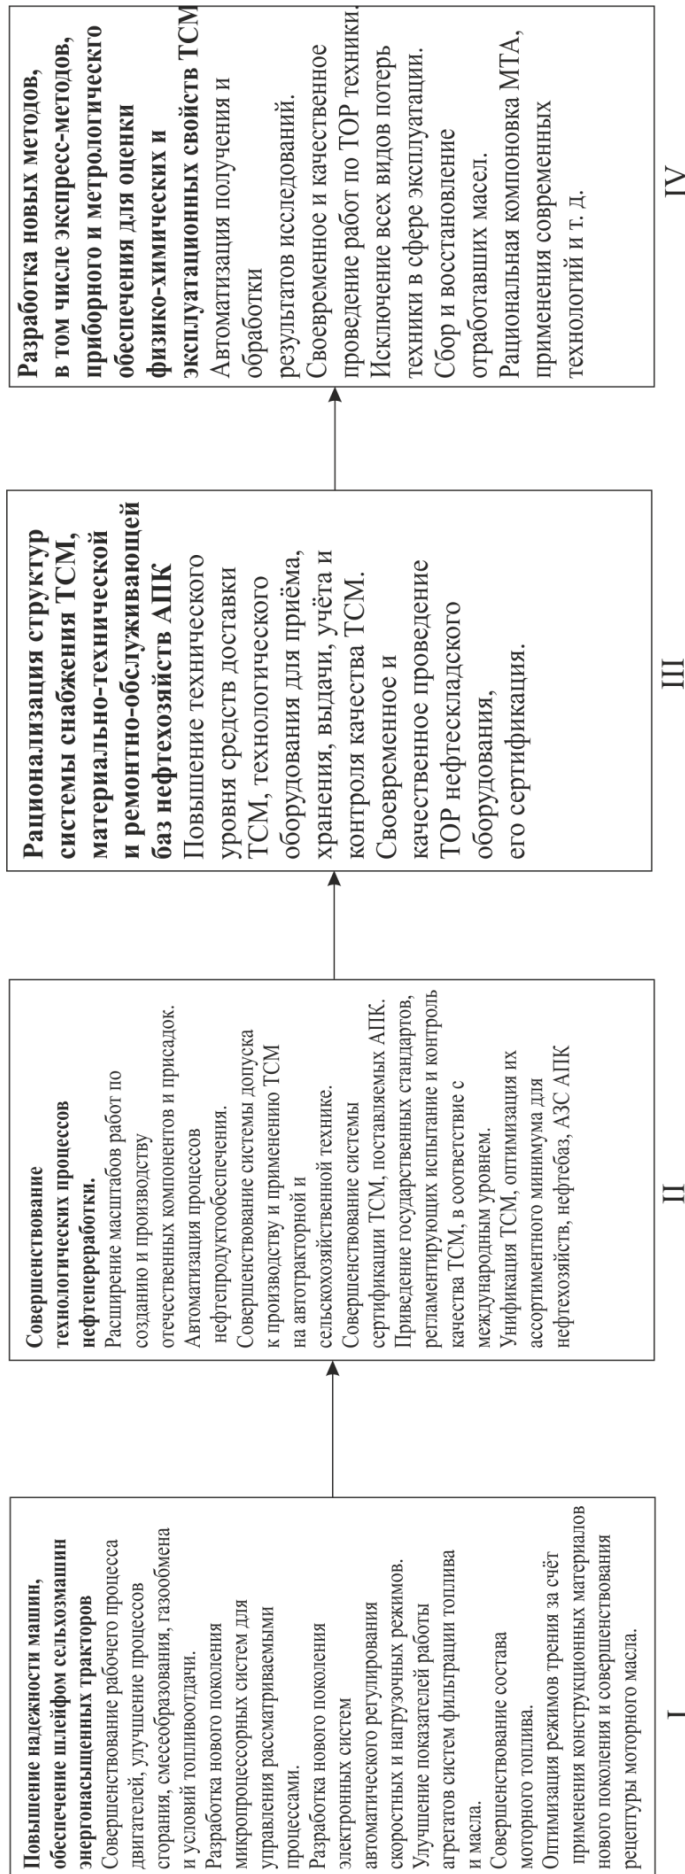 Повышение надежности машин,
обеспечение шлейфом сельхозмашин
энергонасыщенных тракторов
Совершенствование рабочего процесса
двигателей, улучшение процессов
сгорания, смесеобразования, газообмена
и условий топливоотдачи.
Разработка нового поколения
микропроцессорных систем для
управления рассматриваемыми
процессами.
Разработка нового поколения
электронных систем
автоматического регулирования
скоростных и нагрузочных режимов.
Улучшение показателей работы
агрегатов систем фильтрации топлива
и масла.
Совершенствование состава
моторного топлива.
Оптимизация режимов трения за счёт
применения конструкционных материалов
нового поколения и совершенствования
рецептуры моторного масла.
I
Совершенствование
технологических процессов
нефтепереработки.
Расширение масштабов работ по
созданию и производству
отечественных компонентов и присадок.
Автоматизация процессов
нефтепродуктообеспечения.
Совершенствование системы допуска
к производству и применению ТСМ
на автотракторной и
сельскохозяйственной технике.
Совершенствование системы
сертификации ТСМ, поставляемых АПК.
Приведение государственных стандартов,
регламентирующих испытание и контроль
качества ТСМ, в соответствие с
международным уровнем.
Унификация ТСМ, оптимизация их
ассортиментного минимума для
нефтехозяйств, нефтебаз, АЗС АПК
II
Рационализация структур
системы снабжения ТСМ,
материально-технической
и ремонтно-обслуживающей
баз нефтехозяйств АПК
Повышение технического
уровня средств доставки
ТСМ, технологического
оборудования для приёма,
хранения, выдачи, учёта и
контроля качества ТСМ.
Своевременное и
качественное проведение
ТОР нефтескладского
оборудования,
его сертификация.
III
Разработка новых методов,
в том числе экспресс-методов,
приборного и метрологическго
обеспечения для оценки
физико-химических и
эксплуатационных свойств ТСМ
Автоматизация получения и
обработки
результатов исследований.
Своевременное и качественное
проведение работ по ТОР техники.
Исключение всех видов потерь
техники в сфере эксплуатации.
Сбор и восстановление
отработавших масел.
Рациональная компоновка МТА,
применения современных
технологий и т. д.
IV